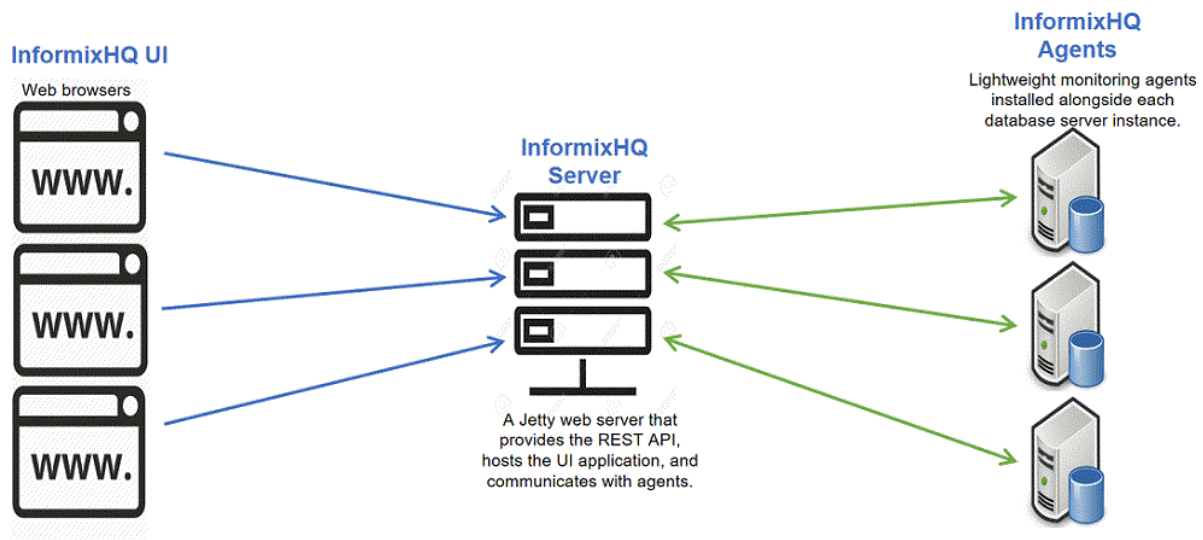 InformixHQ UI
Web browsers
WWW.
WWW.
WWW.
InformixHQ
Server
A Jetty web server that
provides the REST API,
hosts the UI application, and
communicates with agents.
InformixHQ
Agents
Lightweight monitoring agents
installed alongside each
database server instance.